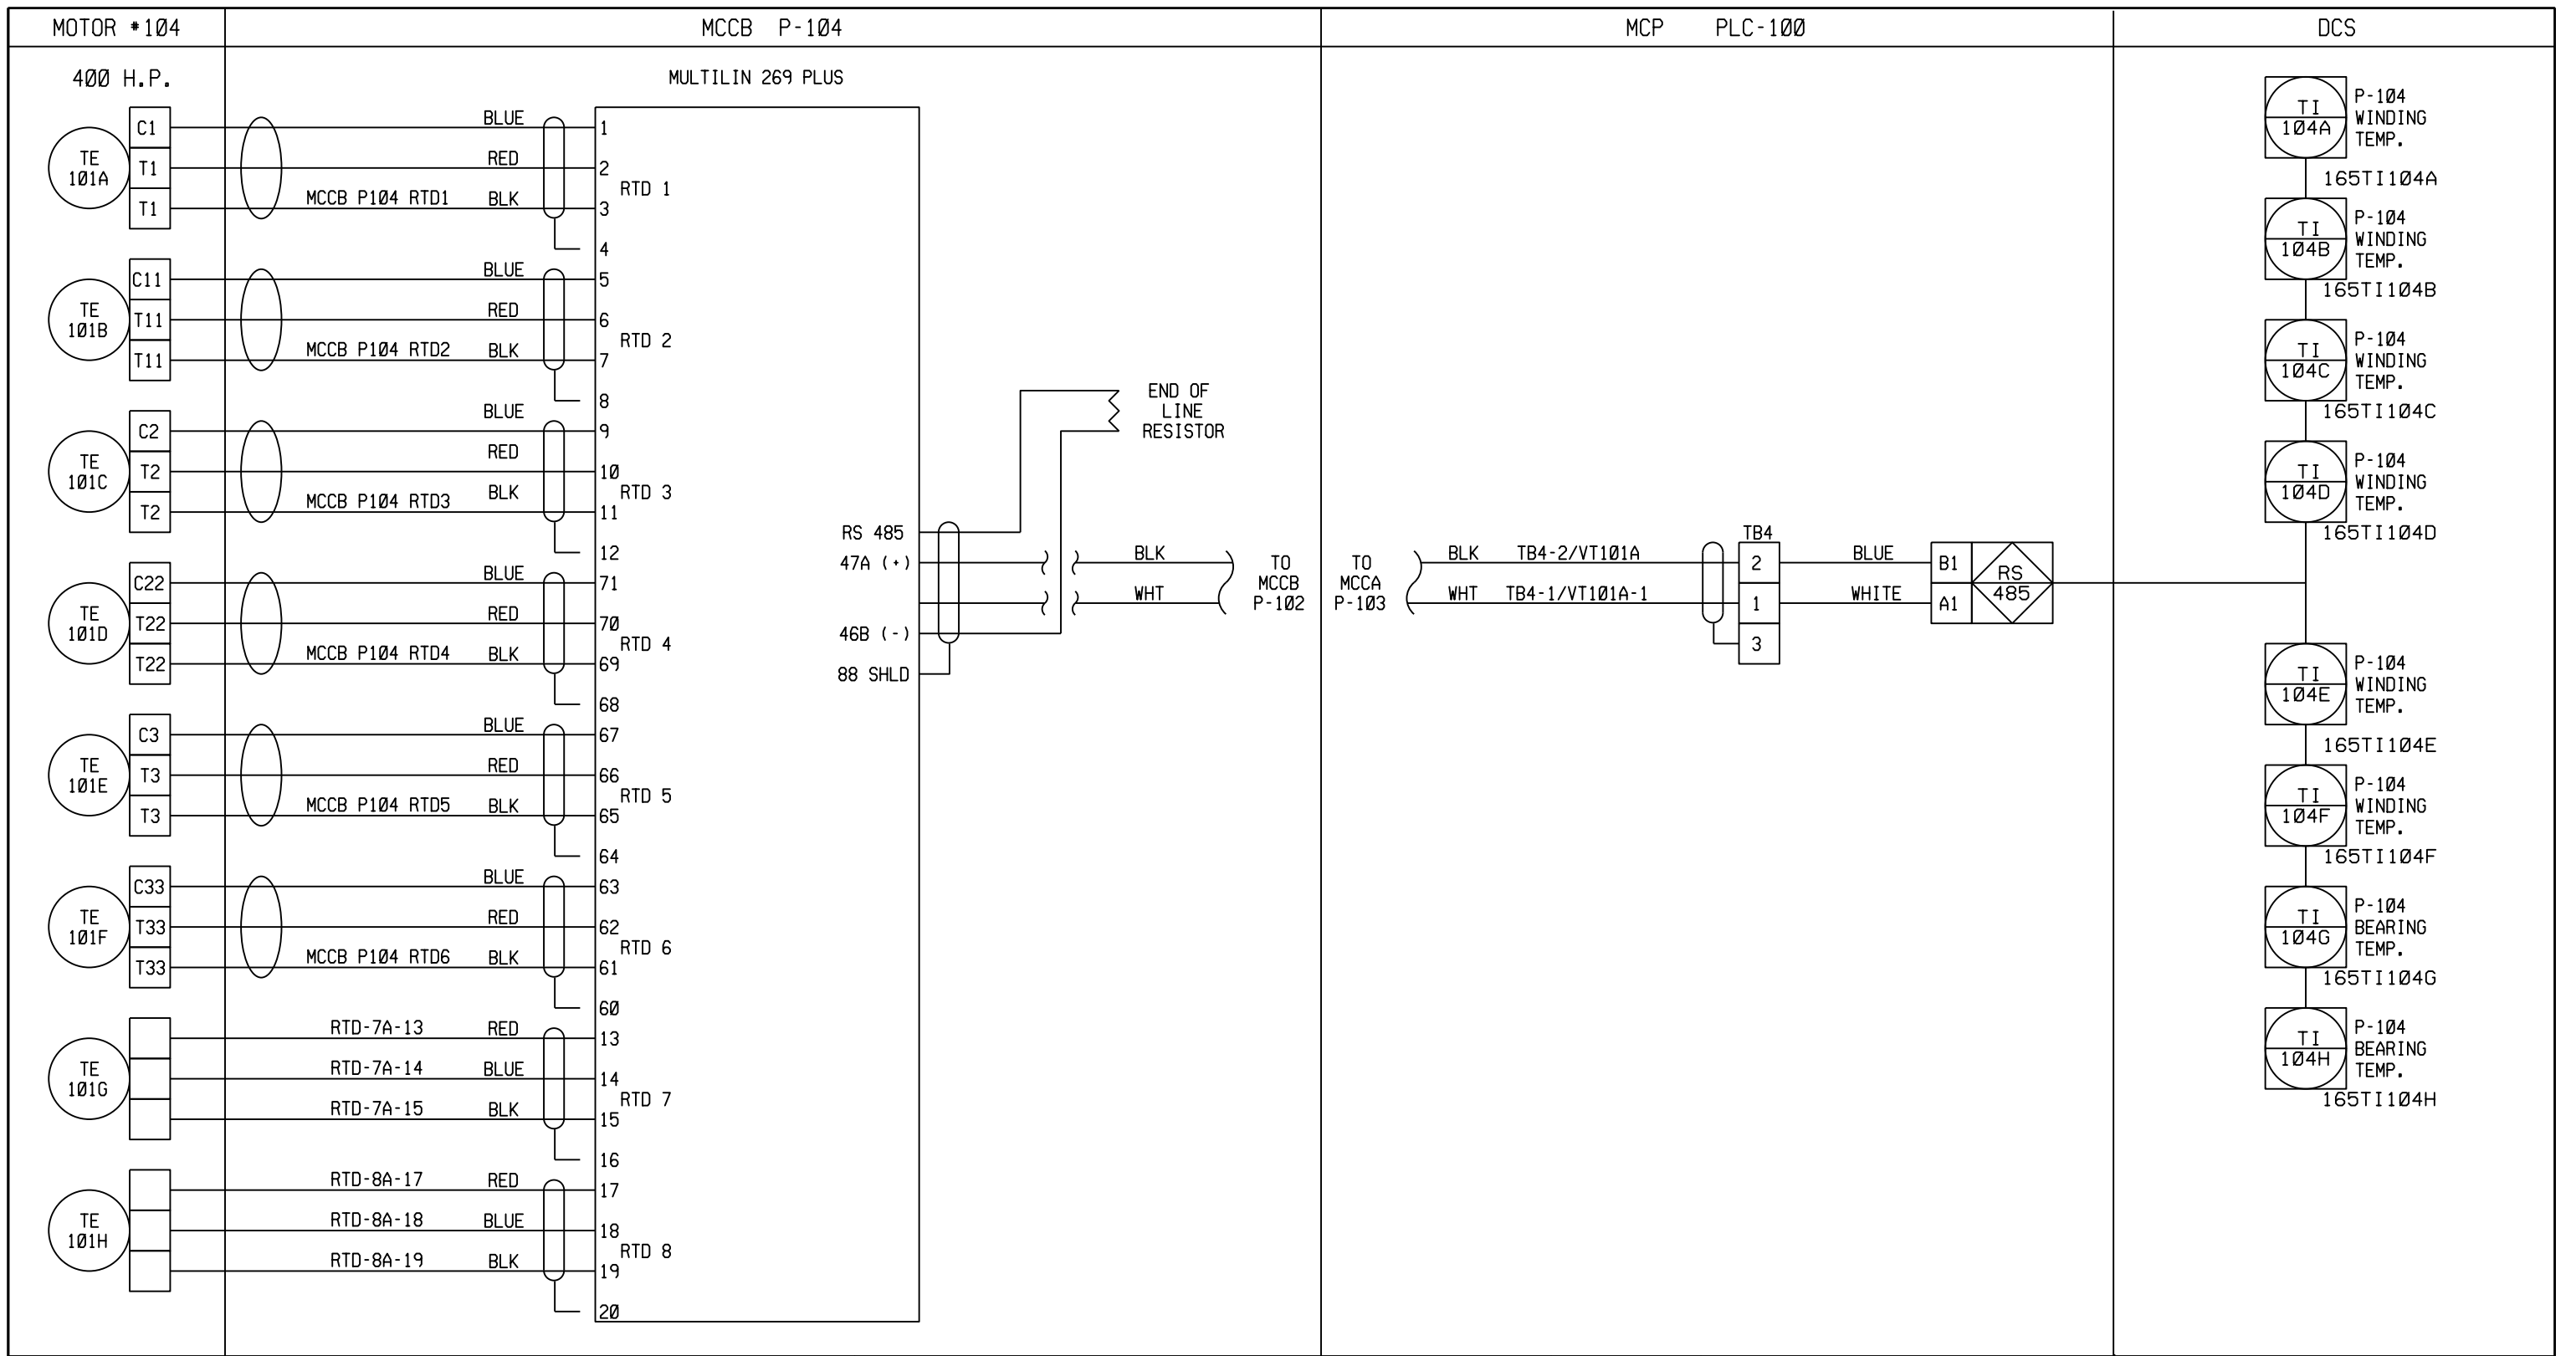 MOTOR *104
MCCB P-104
MCP PLC-100
DCS
400 H.P.
MULTILIN 269 PLUS
TE
101A
C1
T1
T1
BLUE
RED
MCCB P104 RTD1 BLK
1
2
3
4
RTD 1
TE
101B
C11
T11
T11
BLUE
RED
MCCB P104 RTD2 BLK
5
6
7
8
RTD 2
TE
101C
C2
T2
T2
BLUE
RED
MCCB P104 RTD3 BLK
9
10
11
12
RTD 3
TE
101D
C22
T22
T22
BLUE
RED
MCCB P104 RTD4 BLK
71
70
69
68
RTD 4
TE
101E
C3
T3
T3
BLUE
RED
MCCB P104 RTD5 BLK
67
66
65
64
RTD 5
TE
101F
C33
T33
T33
BLUE
RED
MCCB P104 RTD6 BLK
63
62
61
60
RTD 6
TE
101G
RTD-7A-13 RED
RTD-7A-14 BLUE
RTD-7A-15 BLK
13
14
15
16
RTD 7
TE
101H
RTD-8A-17 RED
RTD-8A-18 BLUE
RTD-8A-19 BLK
17
18
19
20
RTD 8
RS 485
47A (+)
46B (-)
88 SHLD
END OF
LINE
RESISTOR
BLK
WHT
TO
MCCB
P-102
TO
MCCA
P-103
BLK TB4-2/VT101A
WHT TB4-1/VT101A-1
TB4
2
1
3
BLUE
WHITE
B1
A1
RS
485
TI
104A
P-104
WINDING
TEMP.
165TI104A
TI
104B
P-104
WINDING
TEMP.
165TI104B
TI
104C
P-104
WINDING
TEMP.
165TI104C
TI
104D
P-104
WINDING
TEMP.
165TI104D
TI
104E
P-104
WINDING
TEMP.
165TI104E
TI
104F
P-104
WINDING
TEMP.
165TI104F
TI
104G
P-104
BEARING
TEMP.
165TI104G
TI
104H
P-104
BEARING
TEMP.
165TI104H